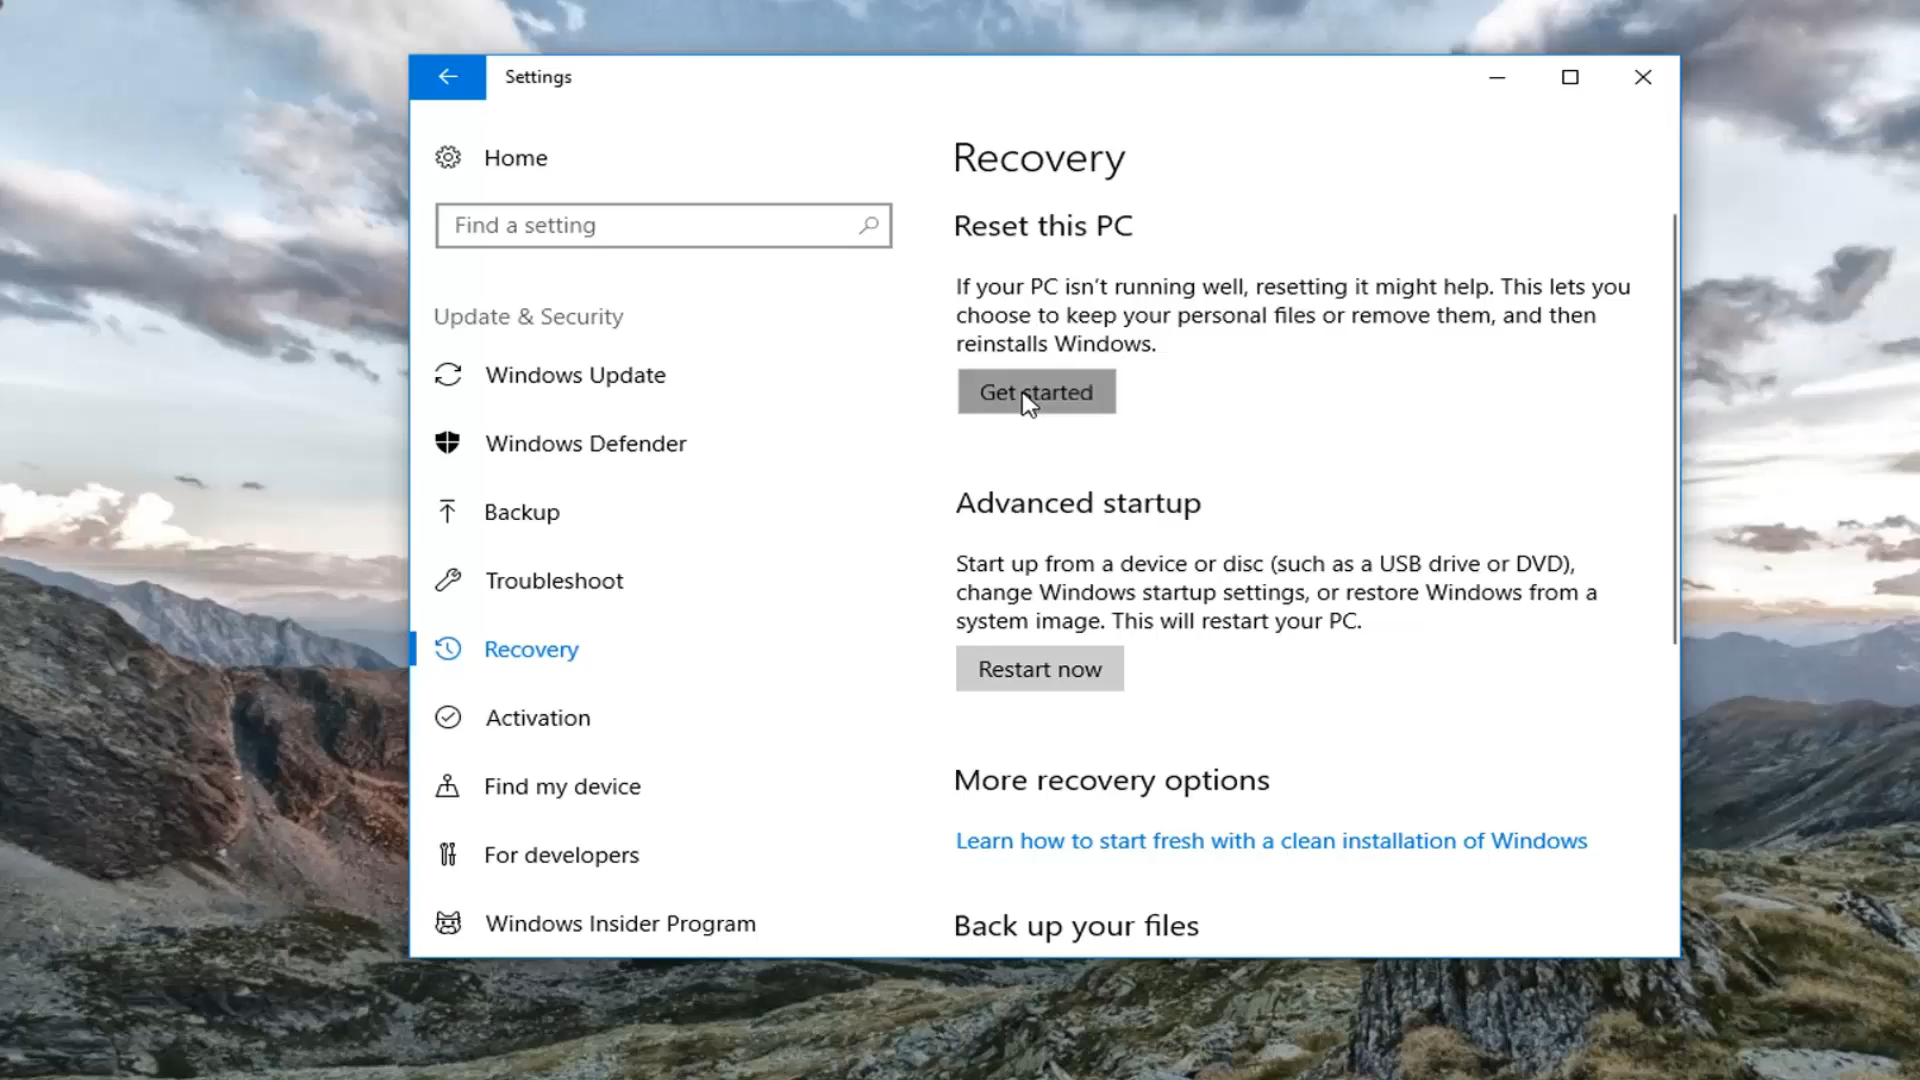 Settings
Home
Find a setting
Update & Security
Windows Update
Windows Defender
Backup
Troubleshoot
Recovery
Activation
Find my device
For developers
Windows Insider Program
Recovery
Reset this PC
If your PC isn't running well, resetting it might help. This lets you
choose to keep your personal files or remove them, and then
reinstalls Windows.
Get started
Advanced startup
Start up from a device or disc (such as a USB drive or DVD),
change Windows startup settings, or restore Windows from a
system image. This will restart your PC.
Restart now
More recovery options
Learn how to start fresh with a clean installation of Windows
Back up your files